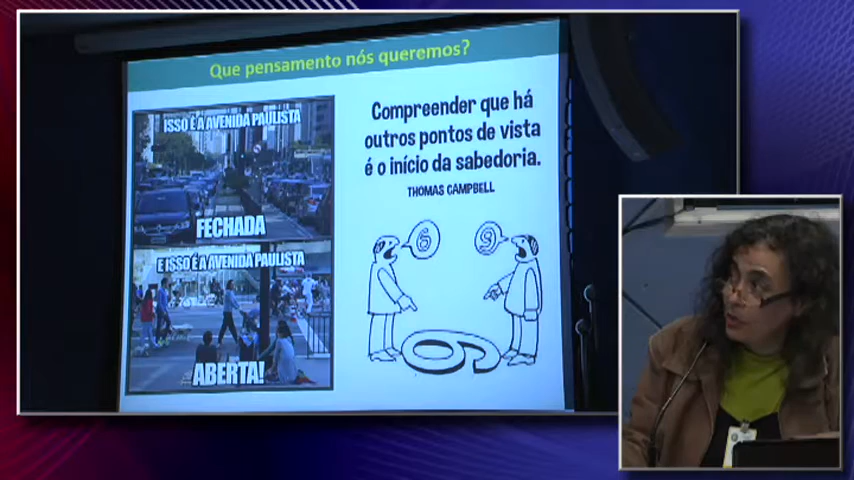 Que pensamento nós queremos?
ISSO É A AVENIDA PAULISTA
FECHADA
E ISSO É A AVENIDA PAULISTA
ABERTA!
Compreender que há
outros pontos de vista
é o início da sabedoria.
THOMAS CAMPBELL
6
9
6